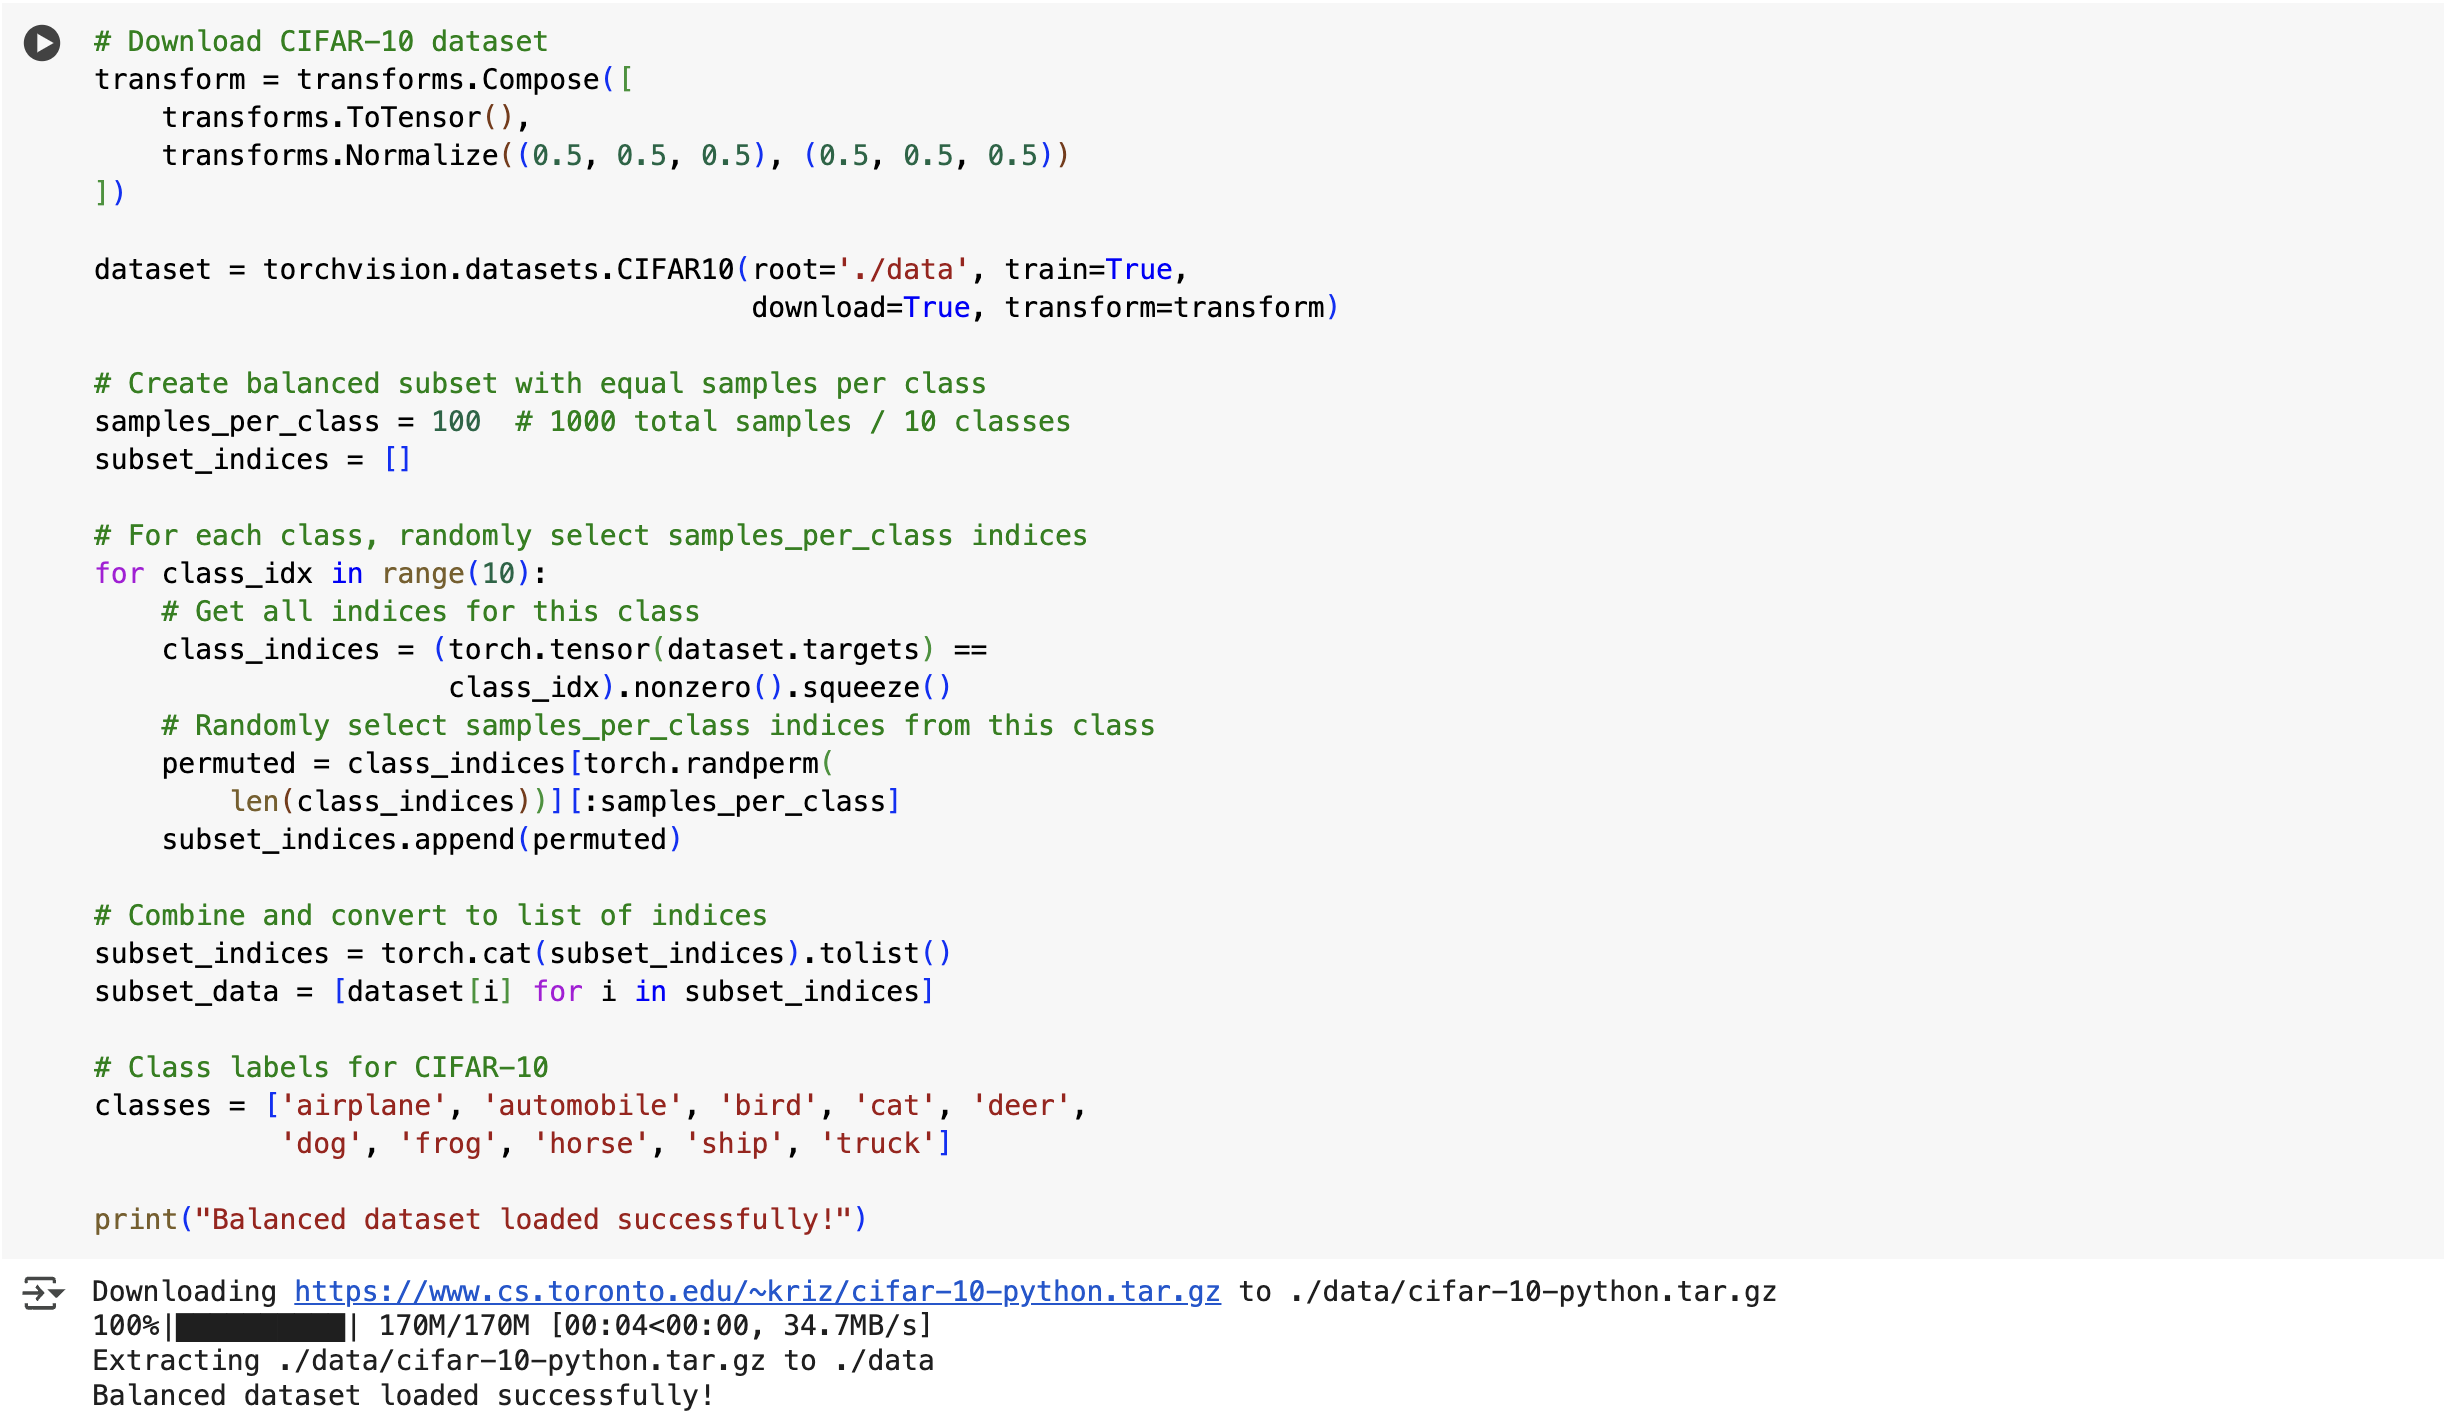 # Download CIFAR-10 dataset
transform = transforms.Compose([
    transforms.ToTensor(),
    transforms.Normalize((0.5, 0.5, 0.5), (0.5, 0.5, 0.5))
])

dataset = torchvision.datasets.CIFAR10(root='./data', train=True,
                                       download=True, transform=transform)

# Create balanced subset with equal samples per class
samples_per_class = 100  # 1000 total samples / 10 classes
subset_indices = []

# For each class, randomly select samples_per_class indices
for class_idx in range(10):
    # Get all indices for this class
    class_indices = (torch.tensor(dataset.targets) ==
                     class_idx).nonzero().squeeze()
    # Randomly select samples_per_class indices from this class
    permuted = class_indices[torch.randperm(
        len(class_indices))][:samples_per_class]
    subset_indices.append(permuted)

# Combine and convert to list of indices
subset_indices = torch.cat(subset_indices).tolist()
subset_data = [dataset[i] for i in subset_indices]

# Class labels for CIFAR-10
classes = ['airplane', 'automobile', 'bird', 'cat', 'deer',
           'dog', 'frog', 'horse', 'ship', 'truck']

print("Balanced dataset loaded successfully!")
Downloading https://www.cs.toronto.edu/~kriz/cifar-10-python.tar.gz to ./data/cifar-10-python.tar.gz
100%|██████████| 170M/170M [00:04<00:00, 34.7MB/s]
Extracting ./data/cifar-10-python.tar.gz to ./data
Balanced dataset loaded successfully!